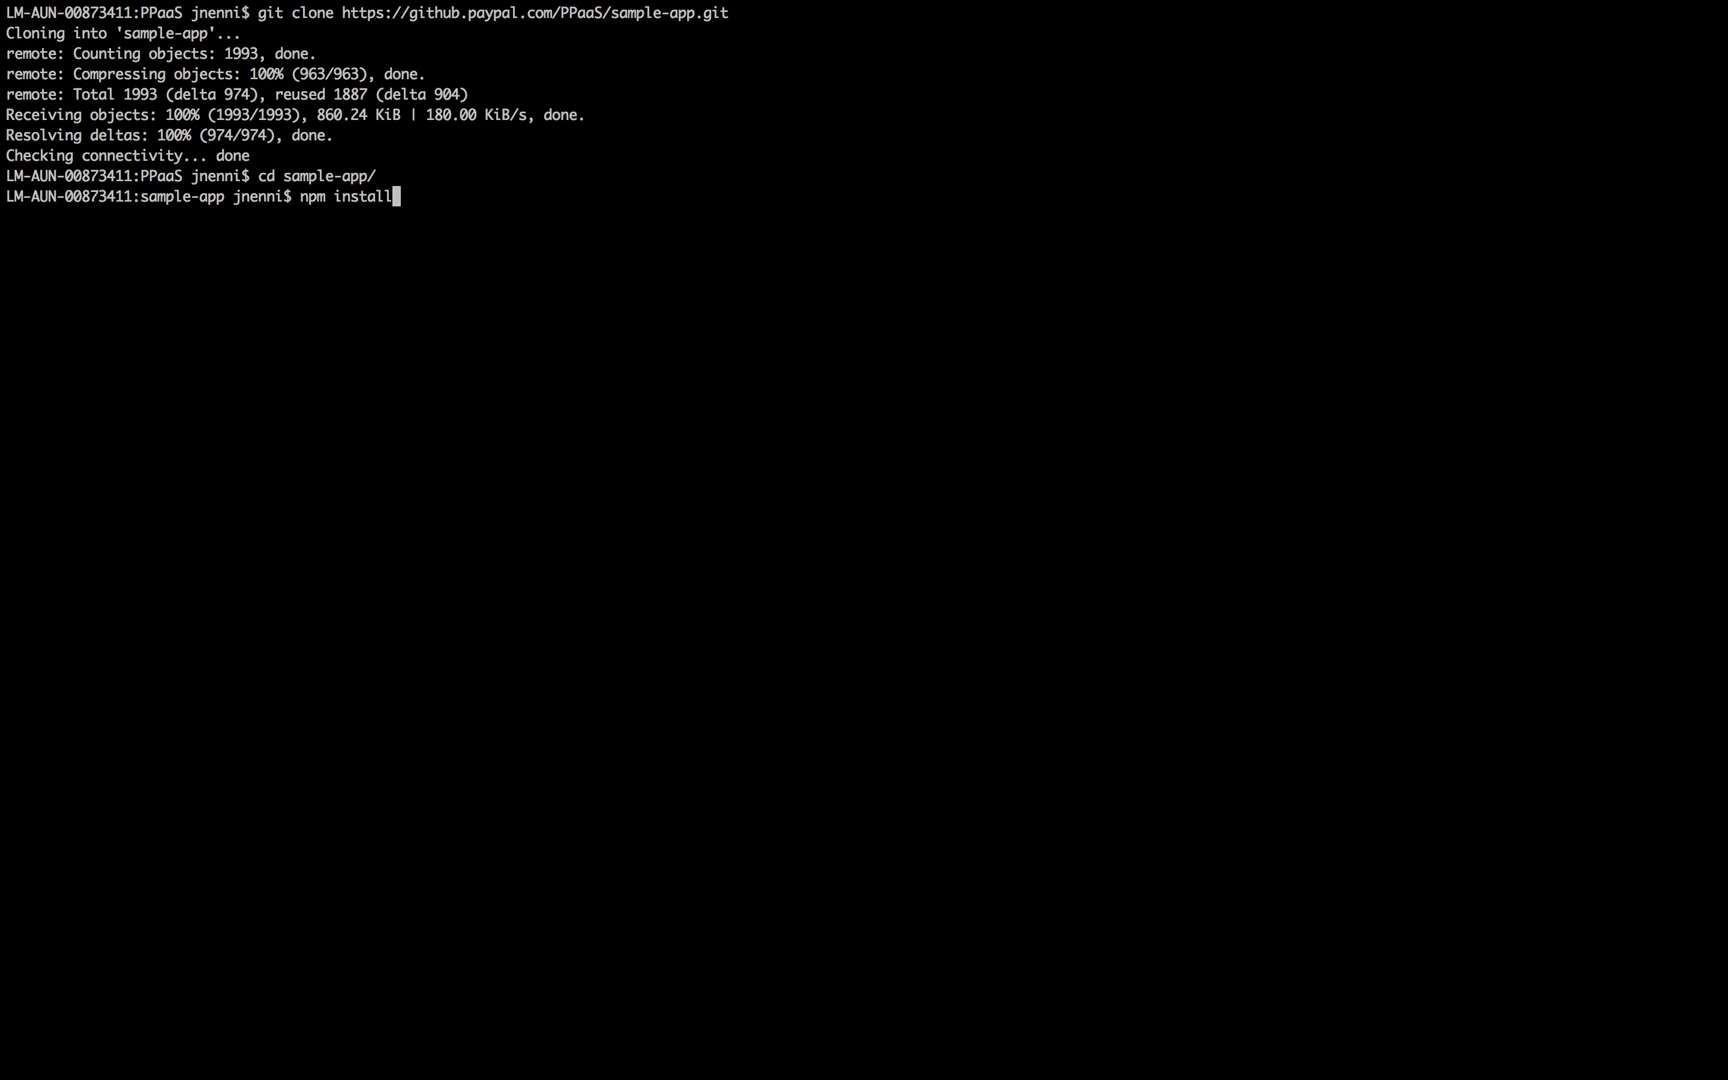 LM-AUN-00873411:PPaaS jnenni$ git clone https://github.paypal.com/PPaaS/sample-app.git
Cloning into 'sample-app'...
remote: Counting objects: 1993, done.
remote: Compressing objects: 100% (963/963), done.
remote: Total 1993 (delta 974), reused 1887 (delta 904)
Receiving objects: 100% (1993/1993), 860.24 KiB | 180.00 KiB/s, done.
Resolving deltas: 100% (974/974), done.
Checking connectivity... done
LM-AUN-00873411:PPaaS jnenni$ cd sample-app/
LM-AUN-00873411:sample-app jnenni$ npm install